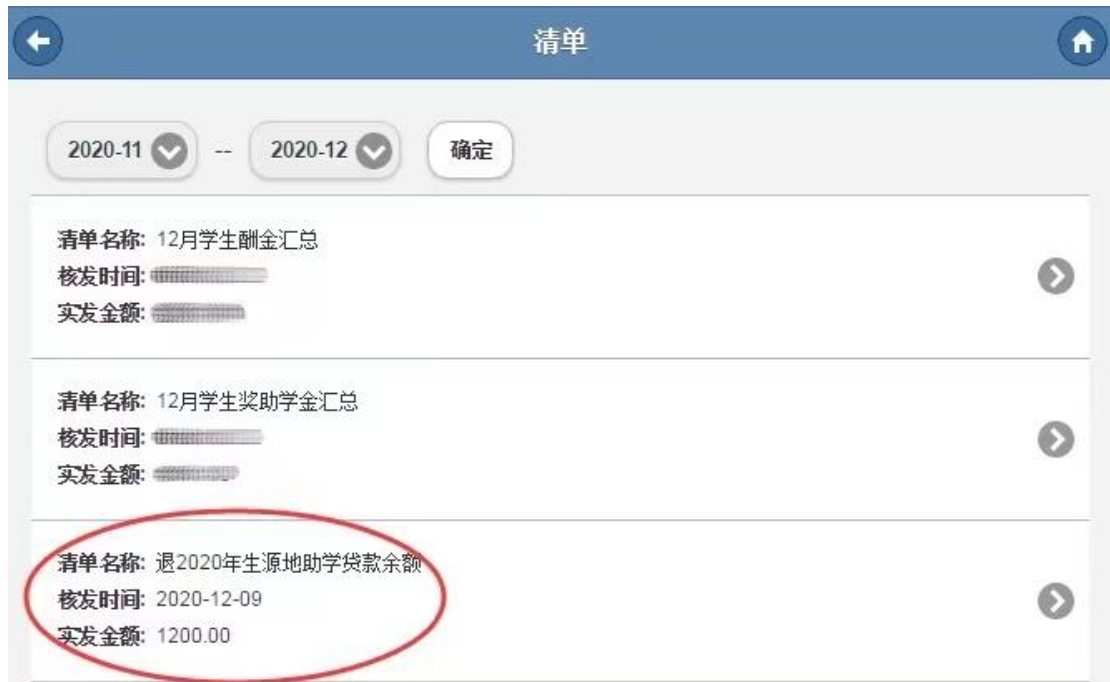 清单
2020-11 -- 2020-12 确定
清单名称: 12月学生酬金汇总
核发时间:
实发金额:
清单名称: 12月学生奖助学金汇总
核发时间:
实发金额:
清单名称: 退2020年生源地助学贷款余额
核发时间: 2020-12-09
实发金额: 1200.00